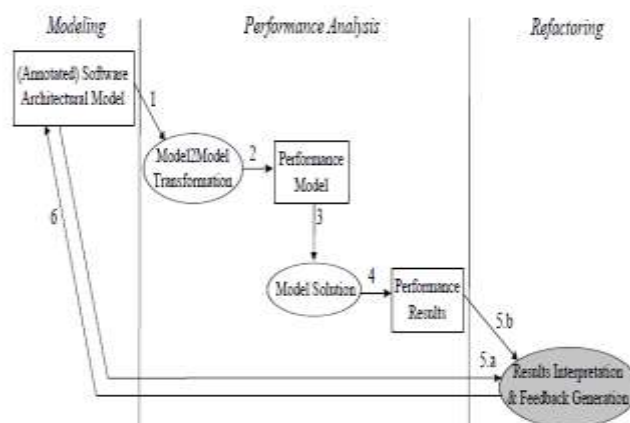 Modeling
Performance Analysis
Refactoring
(Annotated) Software
Architectural Model
1
Model2Model
Transformation
2
Performance
Model
3
6
Model Solution
4
Performance
Results
5.b
5.a
Results Interpretation
& Feedback Generation